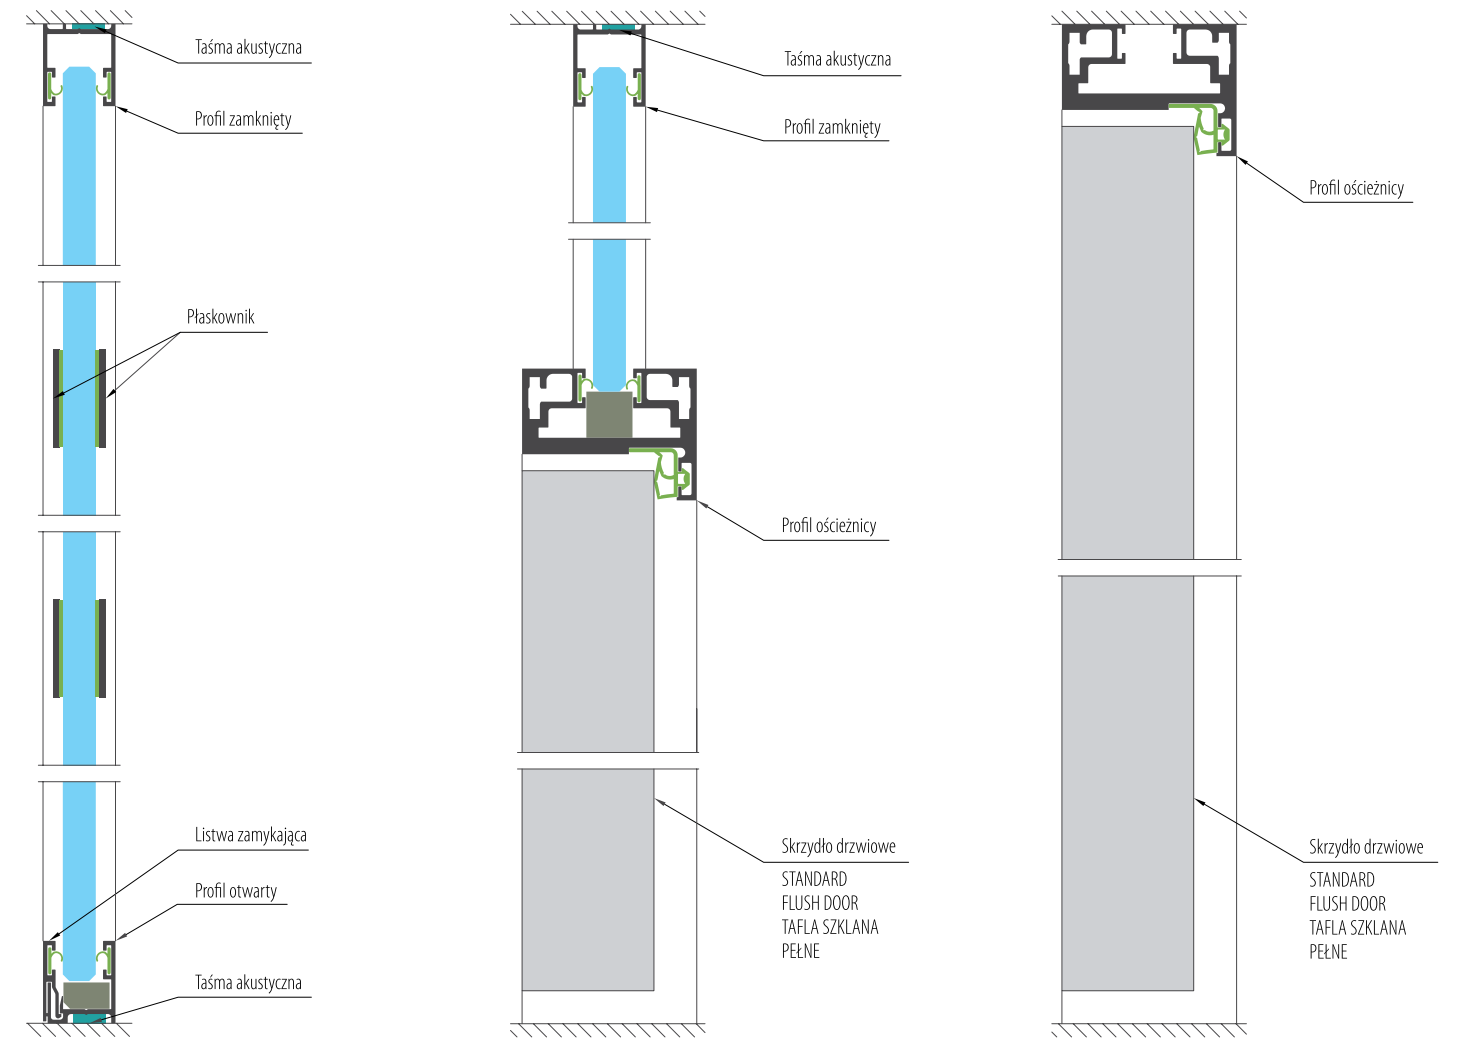 Taśma akustyczna
Profil zamknięty
Płaskownik
Listwa zamykająca
Profil otwarty
Taśma akustyczna
Taśma akustyczna
Profil zamknięty
Profil ościeżnicy
Skrzydło drzwiowe
STANDARD
FLUSH DOOR
TAFLA SZKLANA
PEŁNE
Profil ościeżnicy
Skrzydło drzwiowe
STANDARD
FLUSH DOOR
TAFLA SZKLANA
PEŁNE